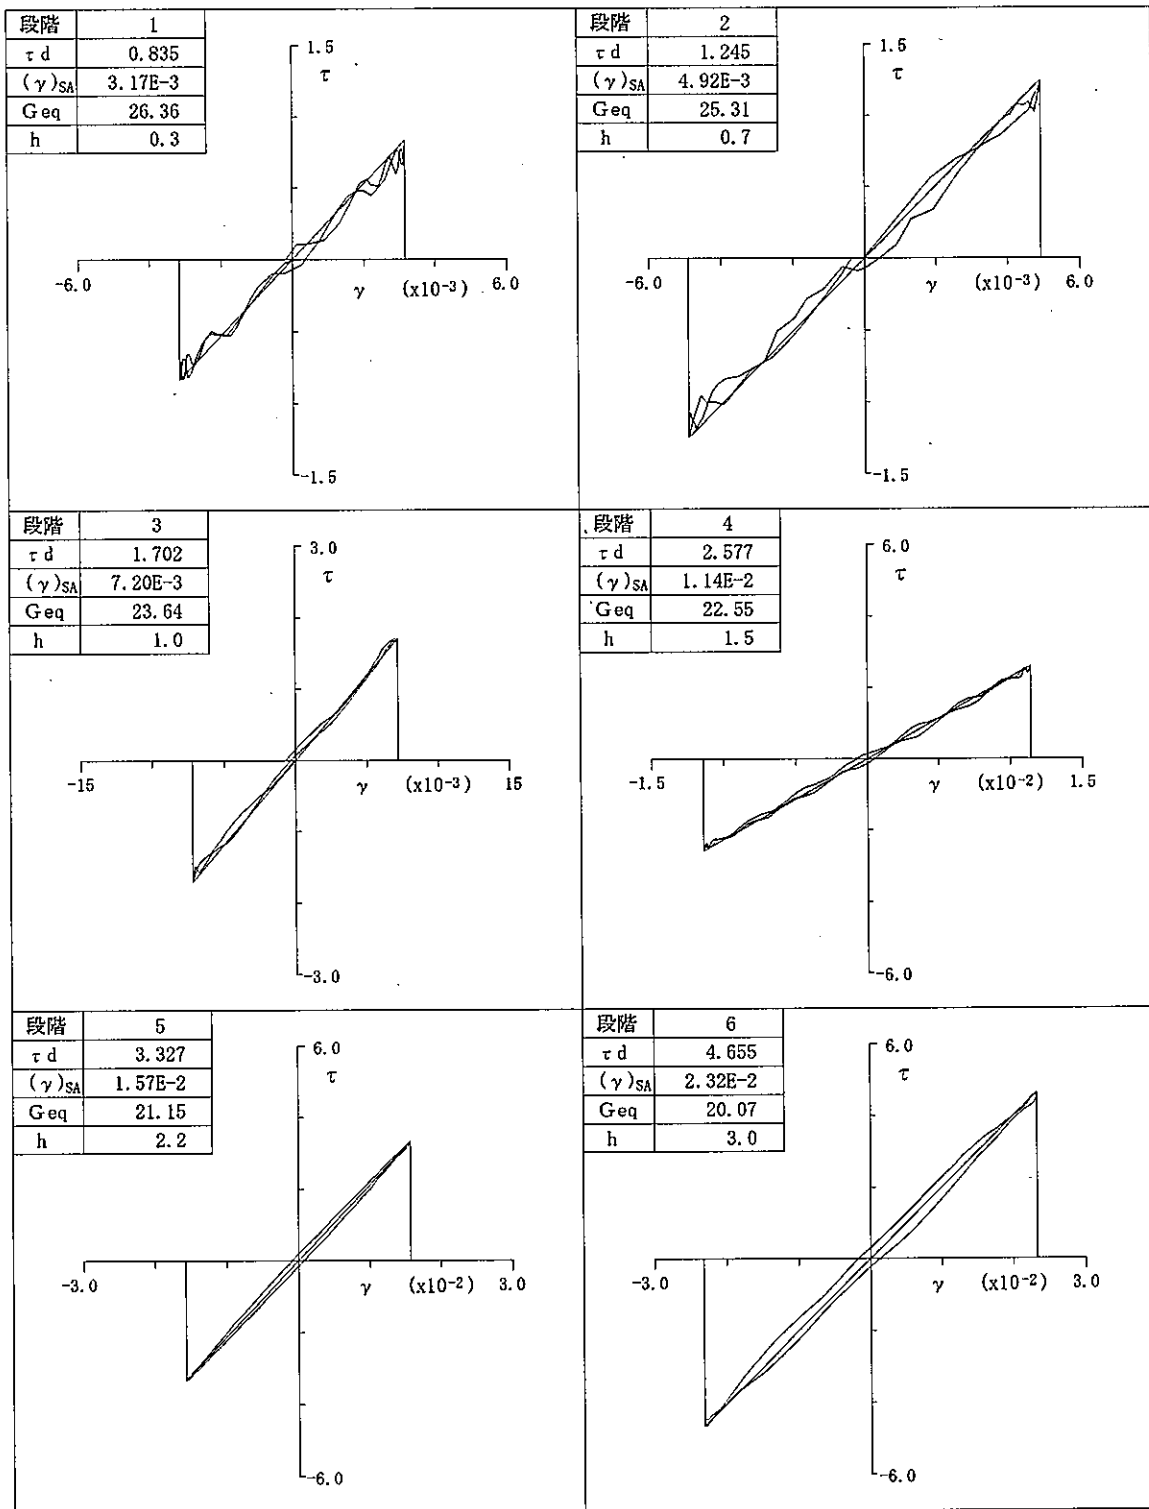 段階 1
τd 0.835
(γ)SA 3.17E-3
Geq 26.36
h 0.3
1.5
τ
-6.0
γ (x10-3) 6.0
-1.5
段階 2
τd 1.245
(γ)SA 4.92E-3
Geq 25.31
h 0.7
1.5
τ
-6.0
γ (x10-3) 6.0
-1.5
段階 3
τd 1.702
(γ)SA 7.20E-3
Geq 23.64
h 1.0
3.0
τ
-15
γ (x10-3) 15
-3.0
段階 4
τd 2.577
(γ)SA 1.14E-2
Geq 22.55
h 1.5
6.0
τ
-1.5
γ (x10-2) 1.5
-6.0
段階 5
τd 3.327
(γ)SA 1.57E-2
Geq 21.15
h 2.2
6.0
τ
-3.0
γ (x10-2) 3.0
-6.0
段階 6
τd 4.655
(γ)SA 2.32E-2
Geq 20.07
h 3.0
6.0
τ
-3.0
γ (x10-2) 3.0
-6.0